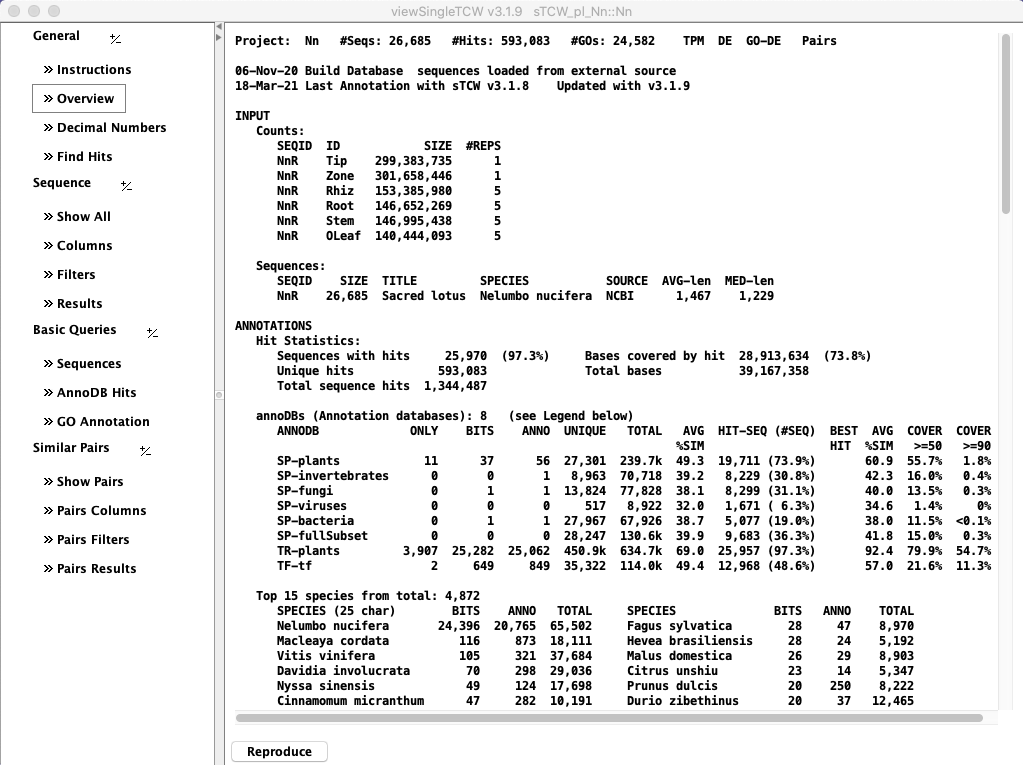 viewSingleTCW v3.1.9 sTCW_pl_Nn::Nn
General +/-
» Instructions
» Overview
» Decimal Numbers
» Find Hits
Sequence +/-
» Show All
» Columns
» Filters
» Results
Basic Queries +/-
» Sequences
» AnnoDB Hits
» GO Annotation
Similar Pairs +/-
» Show Pairs
» Pairs Columns
» Pairs Filters
» Pairs Results
Project: Nn #Seqs: 26,685 #Hits: 593,083 #GOs: 24,582 TPM DE GO-DE Pairs
06-Nov-20 Build Database sequences loaded from external source
18-Mar-21 Last Annotation with sTCW v3.1.8 Updated with v3.1.9
INPUT
Counts:
SEQID ID SIZE #REPS
NnR Tip 299,383,735 1
NnR Zone 301,658,446 1
NnR Rhiz 153,385,980 5
NnR Root 146,652,269 5
NnR Stem 146,995,438 5
NnR OLeaf 140,444,093 5
Sequences:
SEQID SIZE TITLE SPECIES SOURCE AVG-len MED-len
NnR 26,685 Sacred lotus Nelumbo nucifera NCBI 1,467 1,229
ANNOTATIONS
Hit Statistics:
Sequences with hits 25,970 (97.3%) Bases covered by hit 28,913,634 (73.8%)
Unique hits 593,083 Total bases 39,167,358
Total sequence hits 1,344,487
annoDBs (Annotation databases): 8 (see Legend below)
ANNODB ONLY BITS ANNO UNIQUE TOTAL AVG HIT-SEQ (#SEQ) BEST AVG COVER COVER
%SIM HIT %SIM >=50 >=90
SP-plants 11 37 56 27,301 239.7k 49.3 19,711 (73.9%) 60.9 55.7% 1.8%
SP-invertebrates 0 0 1 8,963 70,718 39.2 8,229 (30.8%) 42.3 16.0% 0.4%
SP-fungi 0 1 1 13,824 77,828 38.1 8,299 (31.1%) 40.0 13.5% 0.3%
SP-viruses 0 0 0 517 8,922 32.0 1,671 ( 6.3%) 34.6 1.4% 0%
SP-bacteria 0 1 1 27,967 67,926 38.7 5,077 (19.0%) 38.0 11.5% <0.1%
SP-fullSubset 0 0 0 28,247 130.6k 39.9 9,683 (36.3%) 41.8 15.0% 0.3%
TR-plants 3,907 25,282 25,062 450.9k 634.7k 69.0 25,957 (97.3%) 92.4 79.9% 54.7%
TF-tf 2 649 849 35,322 114.0k 49.4 12,968 (48.6%) 57.0 21.6% 11.3%
Top 15 species from total: 4,872
SPECIES (25 char) BITS ANNO TOTAL SPECIES BITS ANNO TOTAL
Nelumbo nucifera 24,396 20,765 65,502 Fagus sylvatica 28 47 8,970
Macleaya cordata 116 873 18,111 Hevea brasiliensis 28 24 5,192
Vitis vinifera 105 321 37,684 Malus domestica 26 29 8,903
Davidia involucrata 70 298 29,036 Citrus unshiu 23 14 5,347
Nyssa sinensis 49 124 17,698 Prunus dulcis 20 250 8,222
Cinnamomum micranthum 47 282 10,191 Durio zibethinus 20 37 12,465
Reproduce